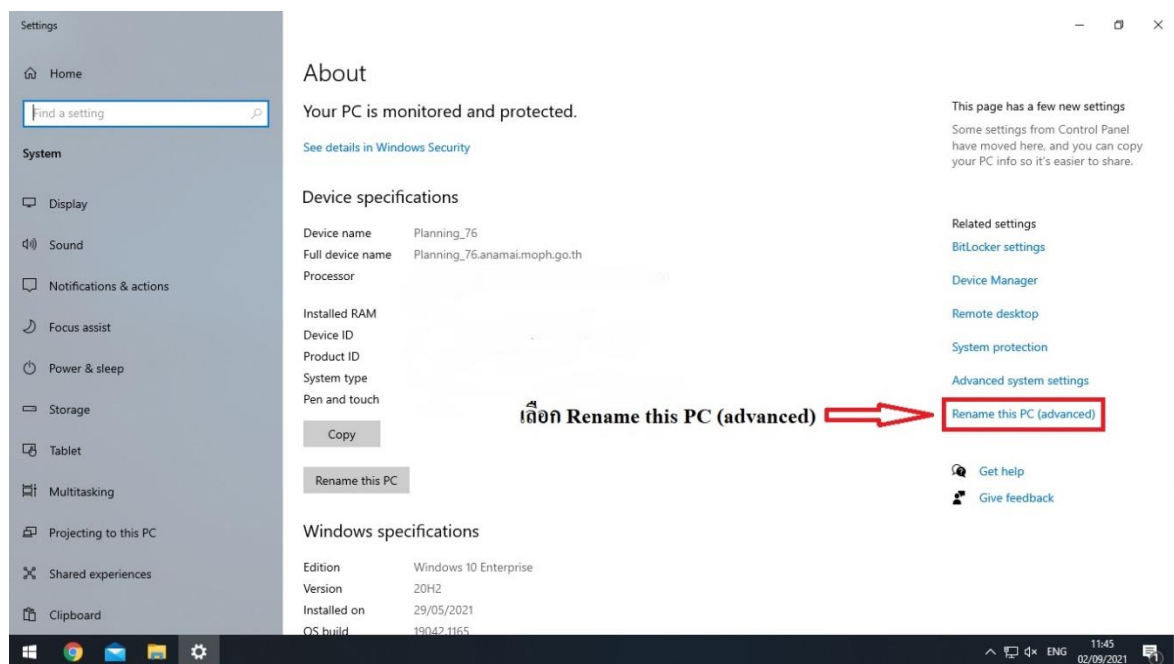 Settings
Home
Find a setting
System
Display
Sound
Notifications & actions
Focus assist
Power & sleep
Storage
Tablet
Multitasking
Projecting to this PC
Shared experiences
Clipboard
About
Your PC is monitored and protected.
See details in Windows Security
Device specifications
Device name Planning_76
Full device name Planning_76.anamai.moph.go.th
Processor
Installed RAM
Device ID
Product ID
System type
Pen and touch
Copy
Rename this PC
Windows specifications
Edition Windows 10 Enterprise
Version 20H2
Installed on 29/05/2021
OS build 19042.1165
เลือก Rename this PC (advanced)
This page has a few new settings
Some settings from Control Panel
have moved here, and you can copy
your PC info so it's easier to share.
Related settings
BitLocker settings
Device Manager
Remote desktop
System protection
Advanced system settings
Rename this PC (advanced)
Get help
Give feedback
ENG
11:45
02/09/2021